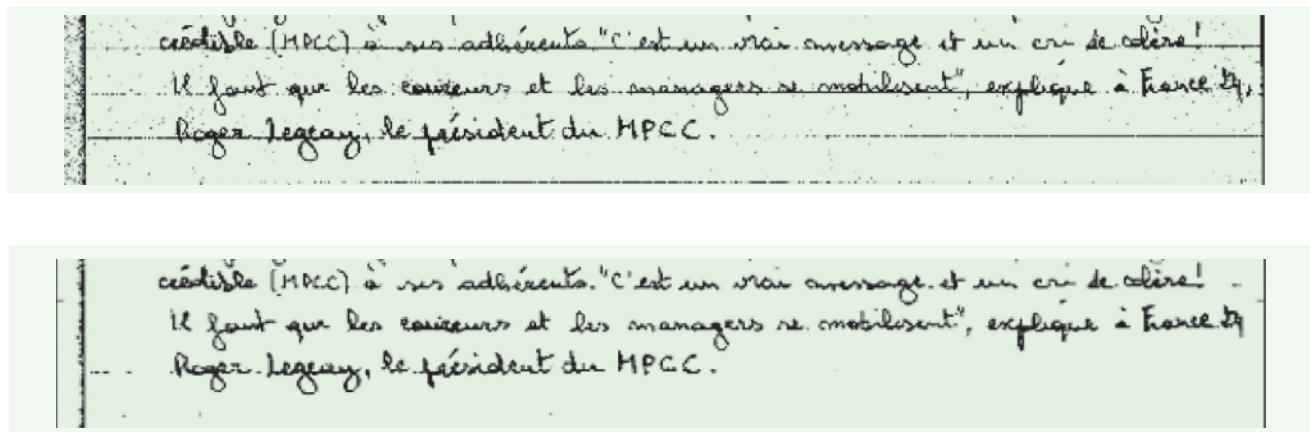 crédible (MPCC) à ses adhérents. "C'est un vrai message et un cri de colère!
Il faut que les coureurs et les managers se mobilisent", explique à France 24,
Roger Legeay, le président du MPCC.
crédible (MPCC) à ses adhérents. "C'est un vrai message et un cri de colère!
Il faut que les coureurs et les managers se mobilisent", explique à France 24
Roger Legeay, le président du MPCC.